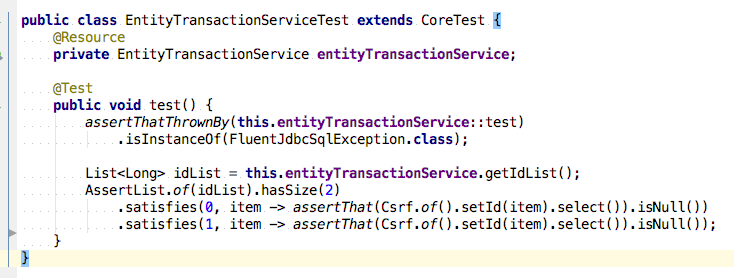 public class EntityTransactionServiceTest extends CoreTest {
@Resource
private EntityTransactionService entityTransactionService;
@Test
public void test() {
assertThatThrownBy(this.entityTransactionService::test)
.isInstanceOf(FluentJdbcSqlException.class);
List<Long> idList = this.entityTransactionService.getIdList();
AssertList.of(idList).hasSize(2)
.satisfies(0, item -> assertThat(Csrf.of().setId(item).select()).isNull())
.satisfies(1, item -> assertThat(Csrf.of().setId(item).select()).isNull());
}
}